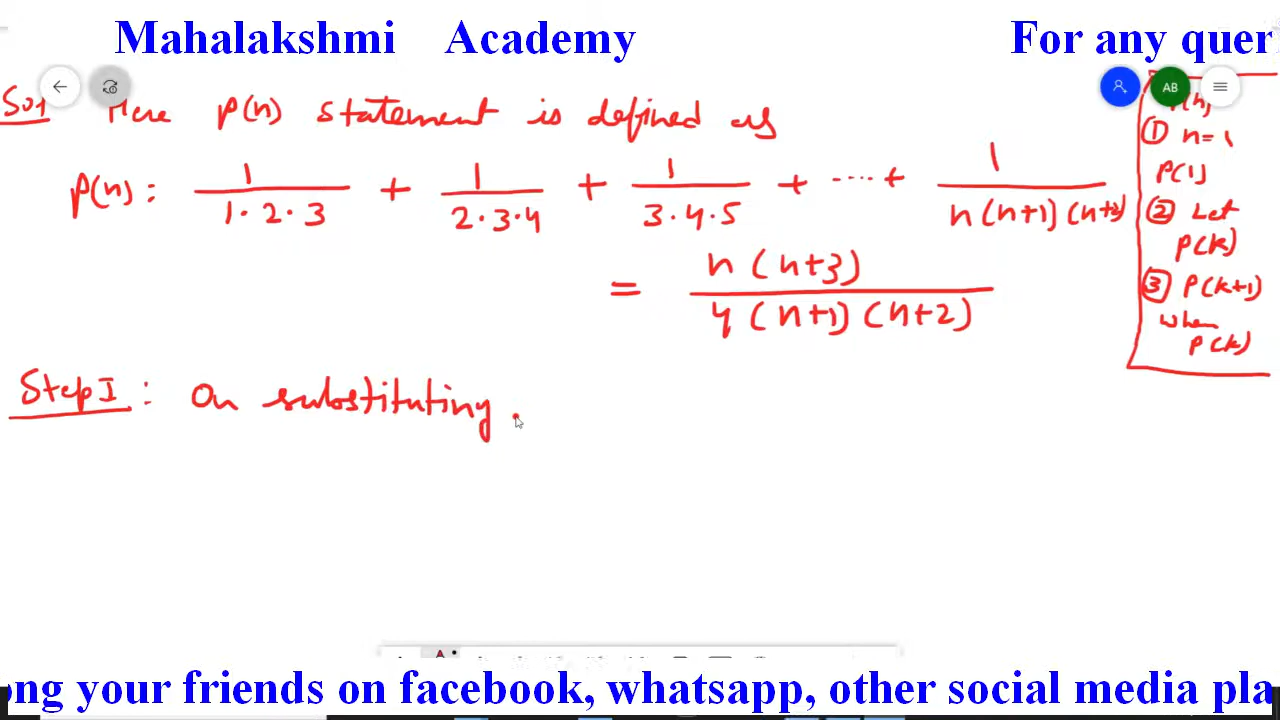 Mahalakshmi Academy For any quer
Sol Here P(n) statement is defined as
P(n): 1/(1·2·3) + 1/(2·3·4) + 1/(3·4·5) + ····+ 1/(n(n+1)(n+2))
= n(n+3)/(4(n+1)(n+2))
Step I: On substituting
AB
P(n)
① n=1
P(1)
② Let
P(k)
③ P(k+1)
when
P(k)
ong your friends on facebook, whatsapp, other social media pla